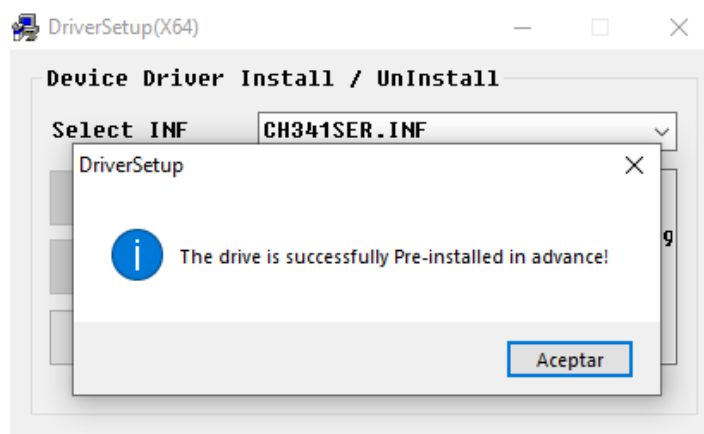 DriverSetup(X64)
Device Driver Install / UnInstall
Select INF
CH341SER.INF
DriverSetup
The drive is successfully Pre-installed in advance!
g
Aceptar